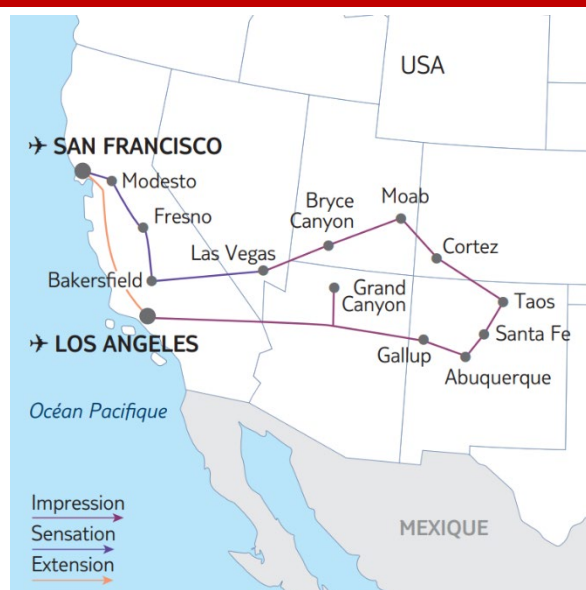 USA
✈ SAN FRANCISCO
Modesto
Fresno
Bakersfield
Las Vegas
Bryce
Canyon
Moab
Cortez
Grand
Canyon
Taos
Santa Fe
Abuquerque
Gallup
✈ LOS ANGELES
Océan Pacifique
MEXIQUE
Impression
Sensation
Extension